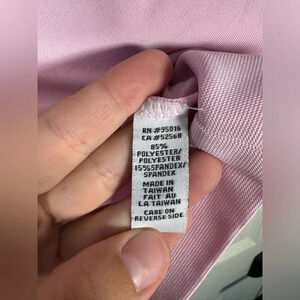 RN #95016
CA #52568
85%
POLYESTER/
POLYESTER
15%SPANDEX/
SPANDEX
MADE IN
TAIWAN
FAIT AU
LA TAIWAN
CARE ON
REVERSE SIDE